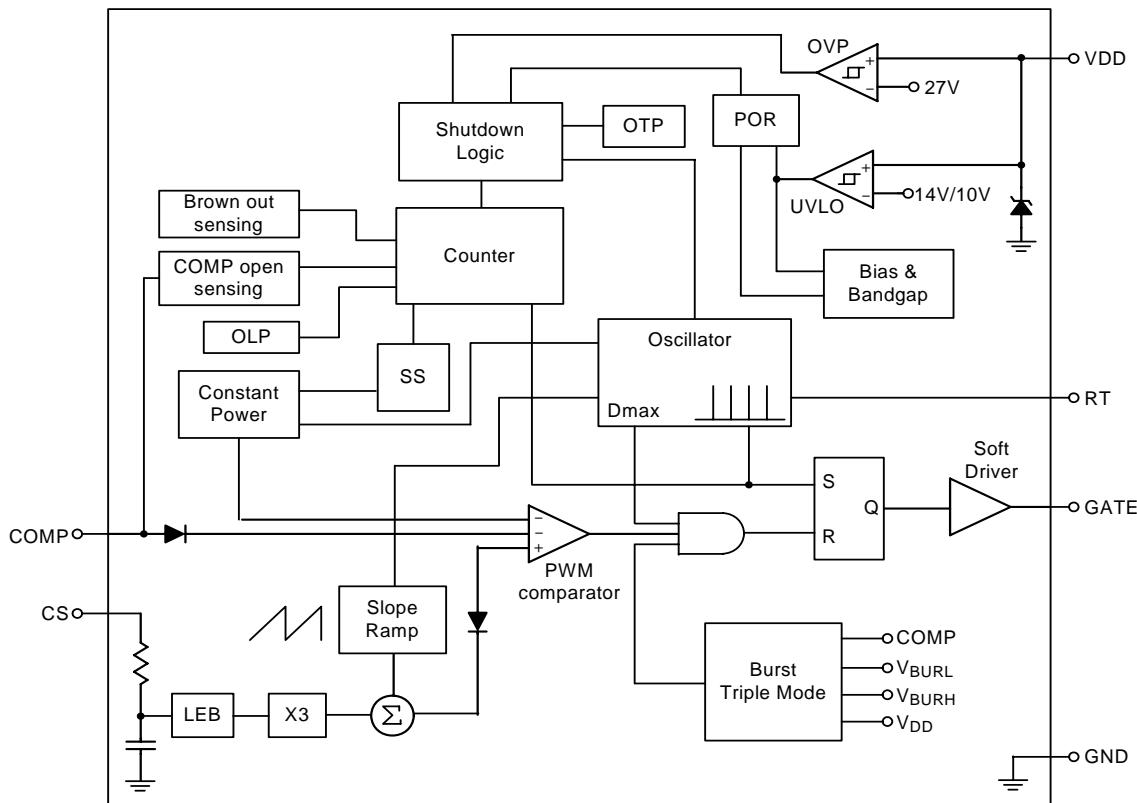 OVP
+
−
27V
VDD
Shutdown
Logic
OTP
POR
+
−
14V/10V
UVLO
Brown out
sensing
Counter
COMP open
sensing
Bias &
Bandgap
OLP
SS
Oscillator
Dmax
Constant
Power
RT
Soft
Driver
S
Q
R
GATE
COMP
−
−
+
PWM
comparator
CS
Slope
Ramp
LEB
X3
Σ
Burst
Triple Mode
COMP
VBURL
VBURH
VDD
GND